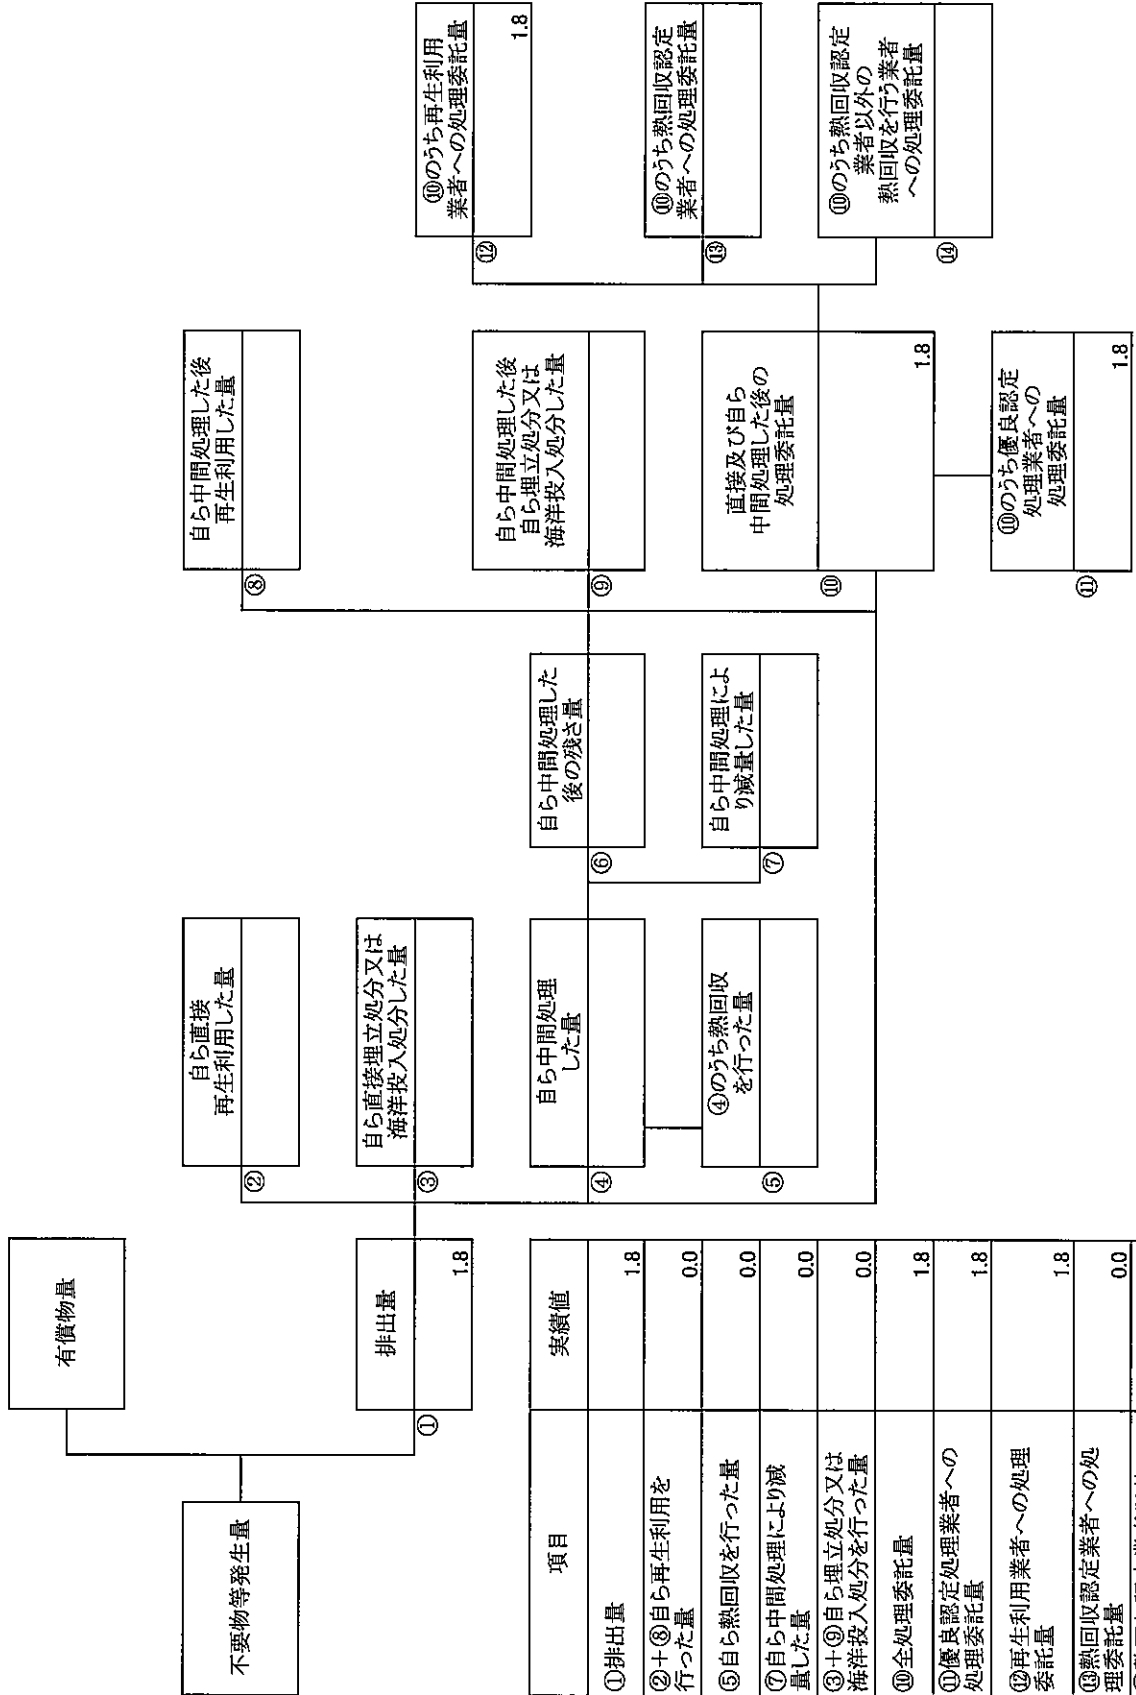 有償物量
不要物等発生量
排出量
①
1.8
自ら直接
再生利用した量
②
自ら直接埋立処分又は
海洋投入処分した量
③
自ら中間処理
した量
④
④のうち熱回収
を行った量
⑤
自ら中間処理した
後の残さ量
⑥
自ら中間処理によ
り減量した量
⑦
自ら中間処理した後
再生利用した量
⑧
自ら中間処理した後
自ら埋立処分又は
海洋投入処分した量
⑨
直接及び自ら
中間処理した後の
処理委託量
⑩
1.8
⑩のうち優良認定
処理業者への
処理委託量
⑪
1.8
⑩のうち再生利用
業者への処理委託量
⑫
1.8
⑩のうち熱回収認定
業者への処理委託量
⑬
⑩のうち熱回収認定
業者以外の
熱回収を行う業者
への処理委託量
⑭
項目 実績値
①排出量 1.8
②+⑧自ら再生利用を
行った量 0.0
⑤自ら熱回収を行った量 0.0
⑦自ら中間処理により減
量した量 0.0
③+⑨自ら埋立処分又は
海洋投入処分を行った量 0.0
⑩全処理委託量 1.8
⑪優良認定処理業者への
処理委託量 1.8
⑫再生利用業者への処理
委託量 1.8
⑬熱回収認定業者への処
理委託量 0.0